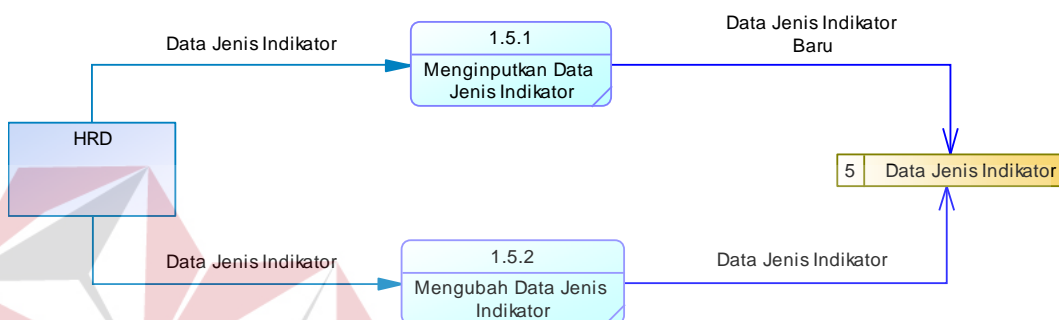 Data Jenis Indikator
1.5.1
Menginputkan Data
Jenis Indikator
Data Jenis Indikator
Baru
HRD
5 Data Jenis Indikator
Data Jenis Indikator
1.5.2
Mengubah Data Jenis
Indikator
Data Jenis Indikator